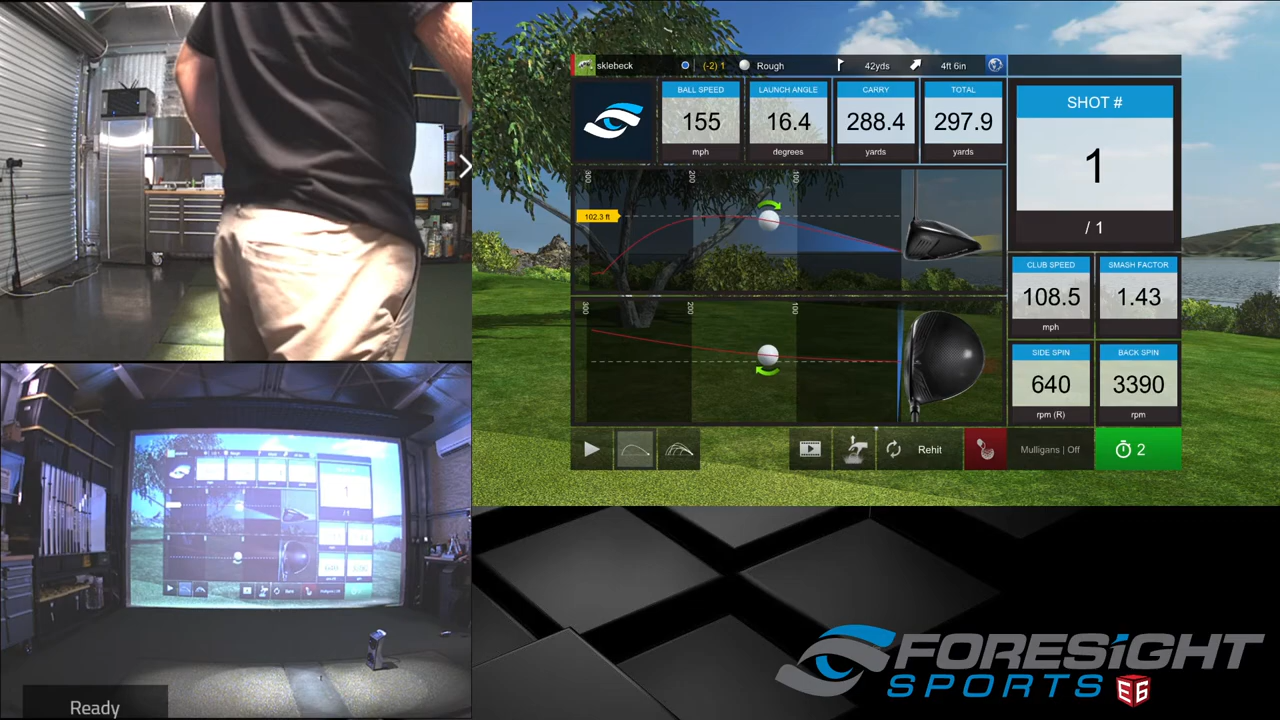 sklebeck (-2) 1 Rough 42yds 4ft 6in
BALL SPEED LAUNCH ANGLE CARRY TOTAL
155 16.4 288.4 297.9
mph degrees yards yards
SHOT #
1
/ 1
300 200 100
102.3 ft
CLUB SPEED SMASH FACTOR
108.5 1.43
mph
300 200 100
SIDE SPIN BACK SPIN
640 3390
rpm (R) rpm
Rehit Mulligans | Off 2
Ready
FORESIGHT
SPORTS E6